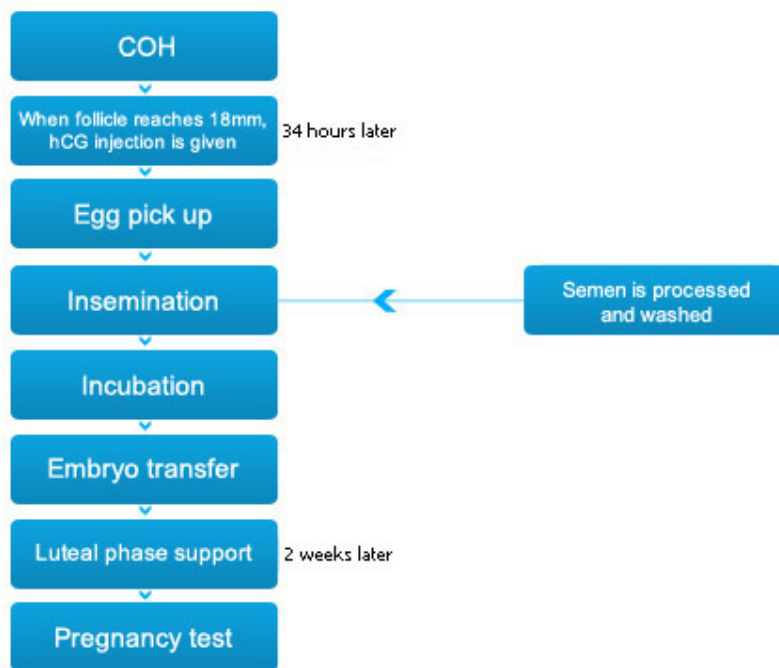 COH
When follicle reaches 18mm,
hCG injection is given
34 hours later
Egg pick up
Insemination
Semen is processed
and washed
Incubation
Embryo transfer
Luteal phase support
2 weeks later
Pregnancy test